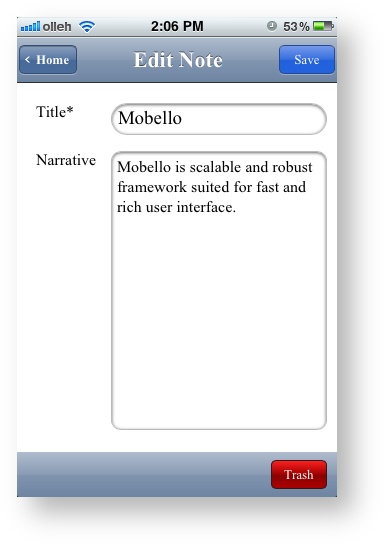 olleh 2:06 PM 53%
Home Edit Note Save
Title* Mobello
Narrative Mobello is scalable and robust
framework suited for fast and
rich user interface.
Trash